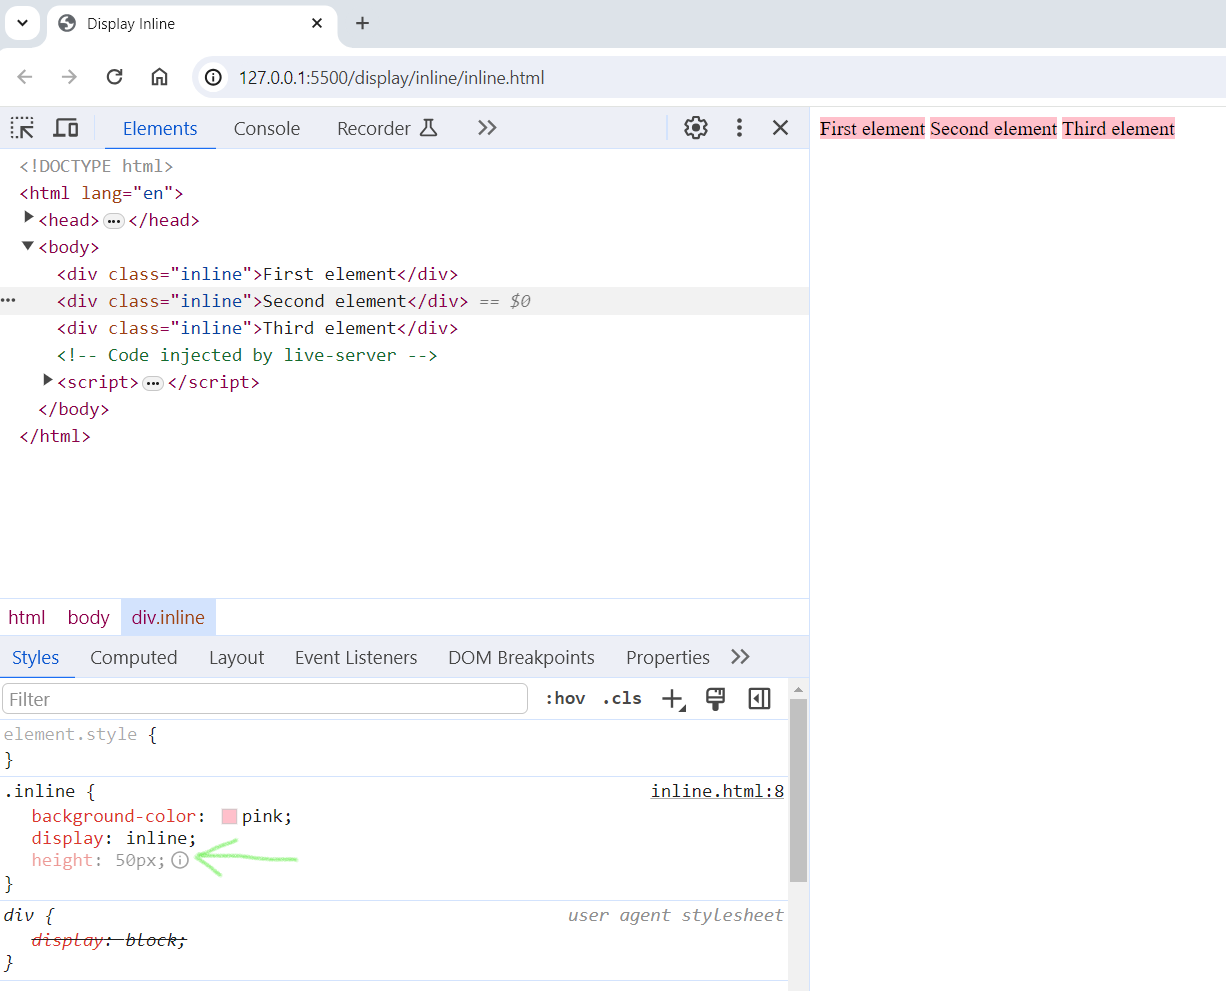 Display Inline
127.0.0.1:5500/display/inline/inline.html
Elements Console Recorder
<!DOCTYPE html>
<html lang="en">
<head> ... </head>
<body>
<div class="inline">First element</div>
... <div class="inline">Second element</div> == $0
<div class="inline">Third element</div>
<!-- Code injected by live-server -->
<script> ... </script>
</body>
</html>
html body div.inline
Styles Computed Layout Event Listeners DOM Breakpoints Properties
Filter :hov .cls
element.style {
}
.inline { inline.html:8
background-color: pink;
display: inline;
height: 50px;
}
div { user agent stylesheet
display: block;
}
First element Second element Third element